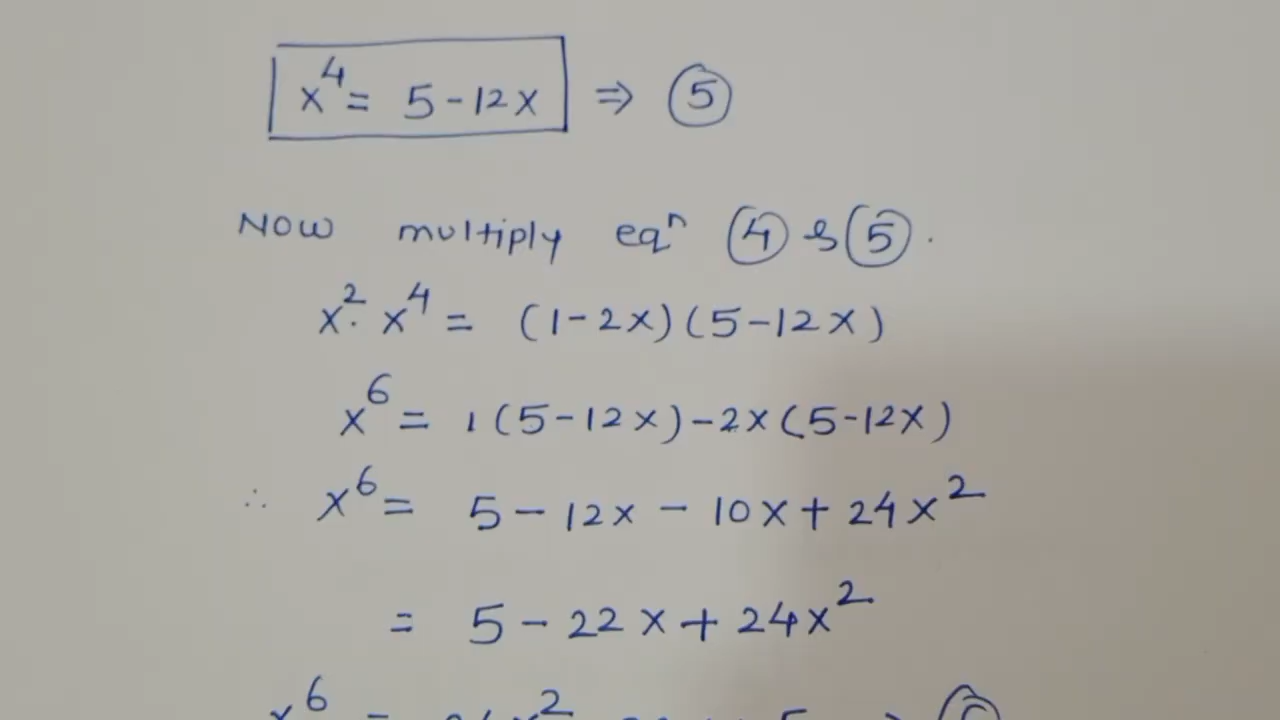 x⁴ = 5 - 12x ⇒ ⑤
Now multiply eqⁿ ④ & ⑤.
x² · x⁴ = (1 - 2x)(5 - 12x)
x⁶ = 1(5 - 12x) - 2x(5 - 12x)
∴ x⁶ = 5 - 12x - 10x + 24x²
= 5 - 22x + 24x²
x⁶ =